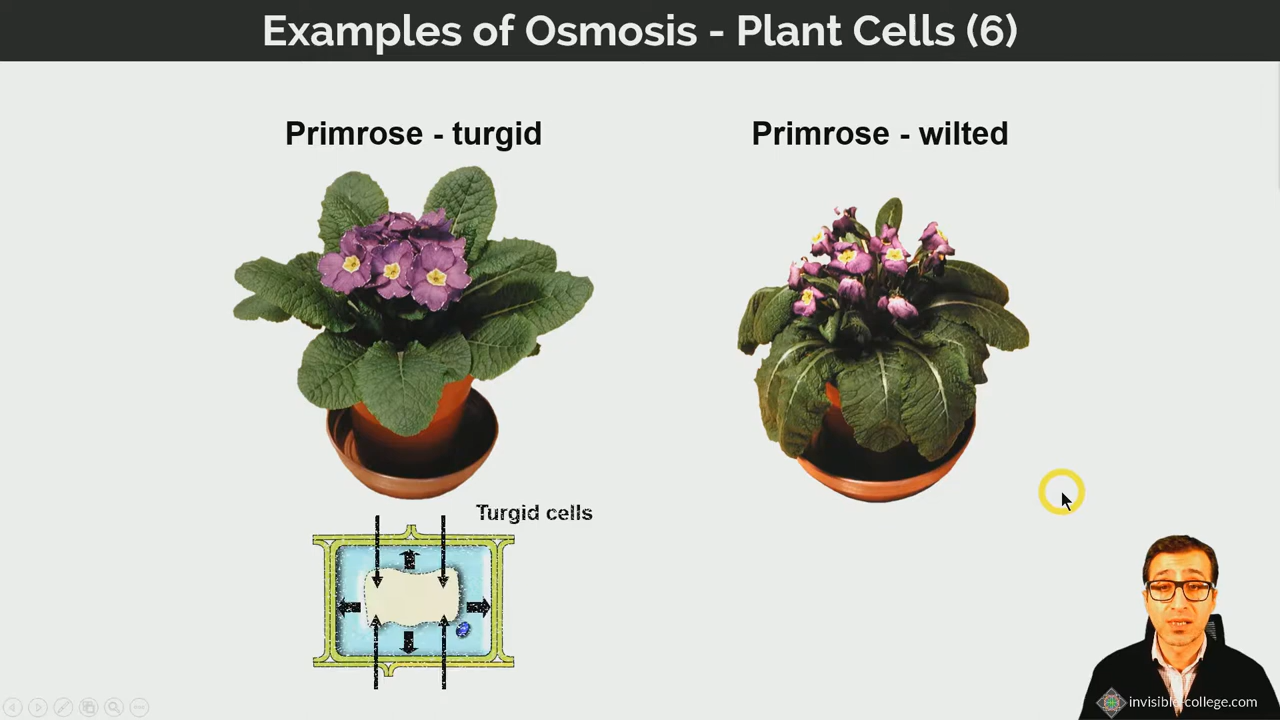 Examples of Osmosis - Plant Cells (6)
Primrose - turgid
Primrose - wilted
Turgid cells
invisible-college.com